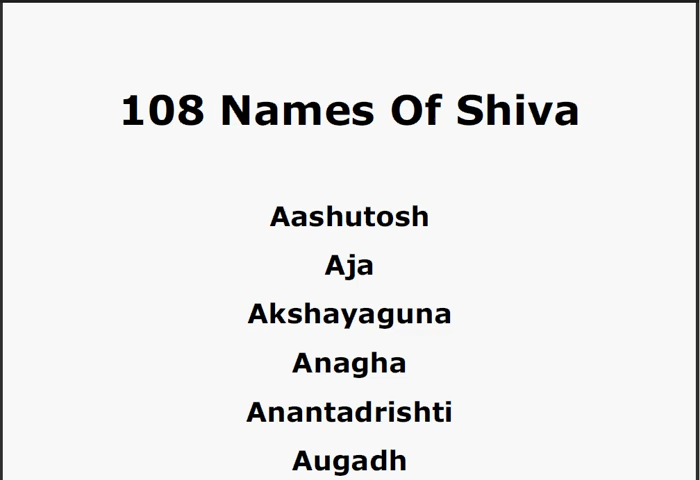 108 Names Of Shiva
Aashutosh
Aja
Akshayaguna
Anagha
Anantadrishti
Augadh